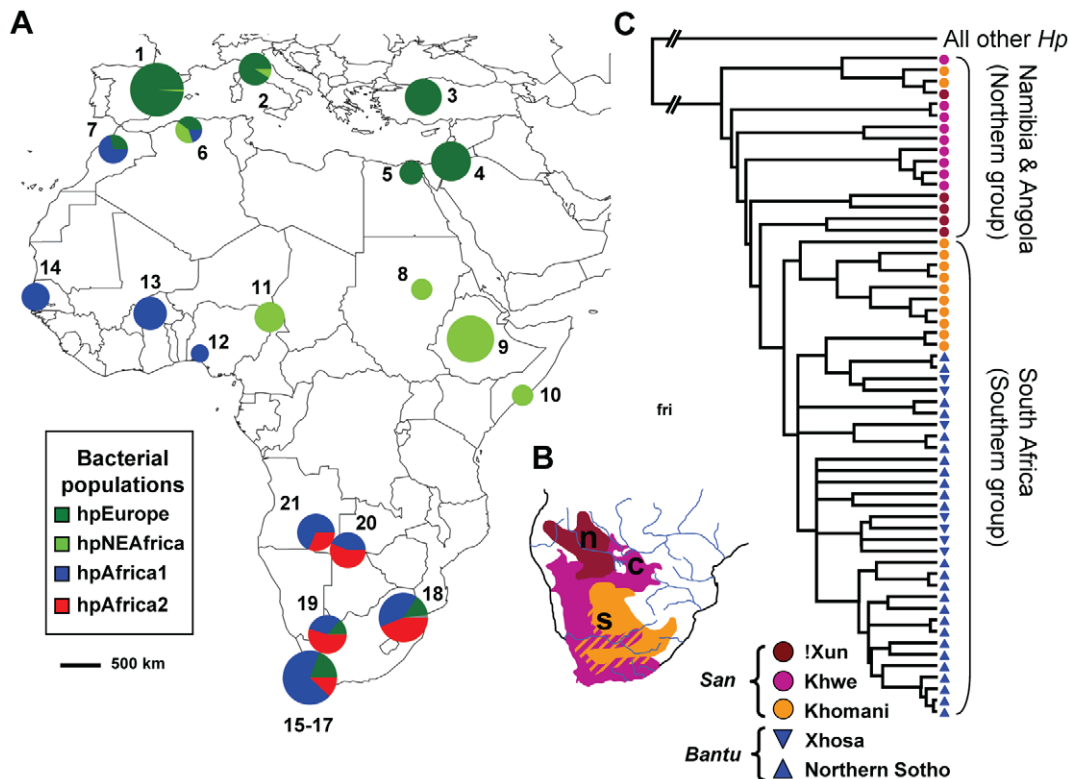 A
1
2
3
4
5
6
7
8
9
10
11
12
13
14
15-17
18
19
20
21
Bacterial
populations
hpEurope
hpNEAfrica
hpAfrica1
hpAfrica2
500 km
fri
B
n
c
s
San
!Xun
Khwe
Khomani
Bantu
Xhosa
Northern Sotho
C
All other Hp
Namibia & Angola
(Northern group)
South Africa
(Southern group)